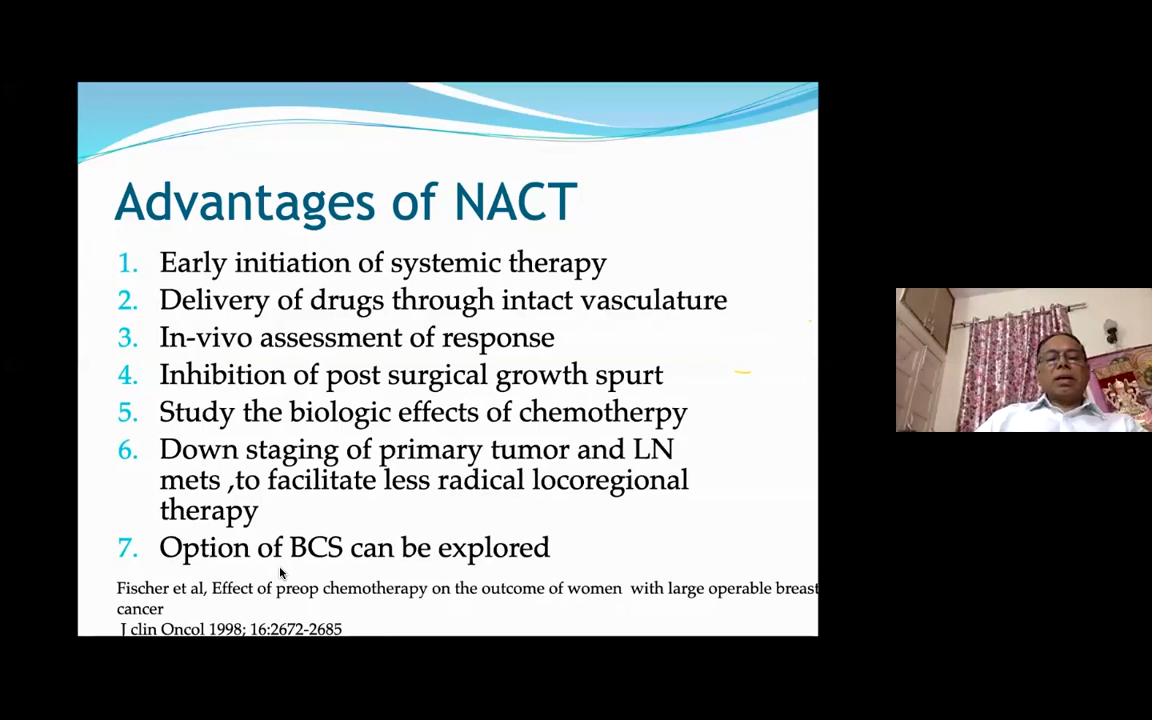 Advantages of NACT
1. Early initiation of systemic therapy
2. Delivery of drugs through intact vasculature
3. In-vivo assessment of response
4. Inhibition of post surgical growth spurt
5. Study the biologic effects of chemotherpy
6. Down staging of primary tumor and LN
mets ,to facilitate less radical locoregional
therapy
7. Option of BCS can be explored
Fischer et al, Effect of preop chemotherapy on the outcome of women with large operable breast
cancer
J clin Oncol 1998; 16:2672-2685